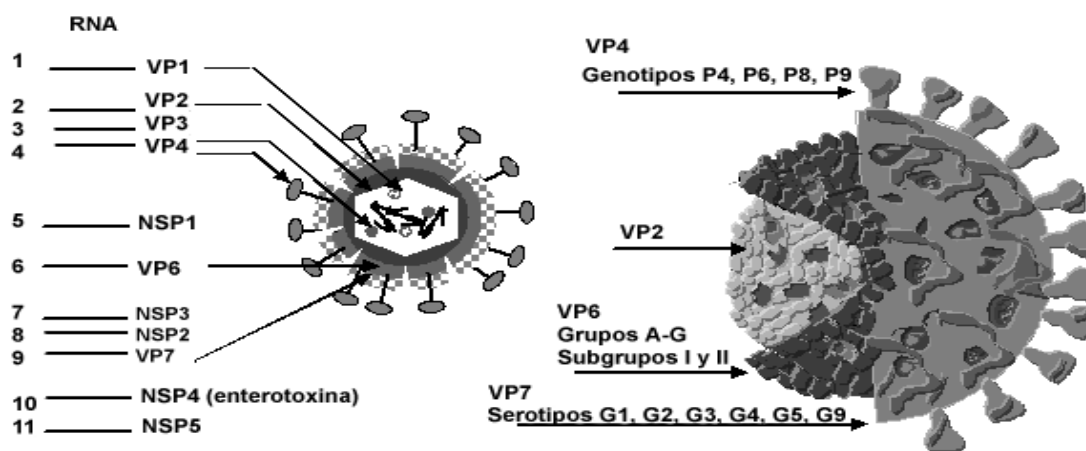 RNA
1 VP1
2 VP2
3 VP3
4 VP4
5 NSP1
6 VP6
7 NSP3
8 NSP2
9 VP7
10 NSP4 (enterotoxina)
11 NSP5
VP4
Genotipos P4, P6, P8, P9
VP2
VP6
Grupos A-G
Subgrupos I y II
VP7
Serotipos G1, G2, G3, G4, G5, G9